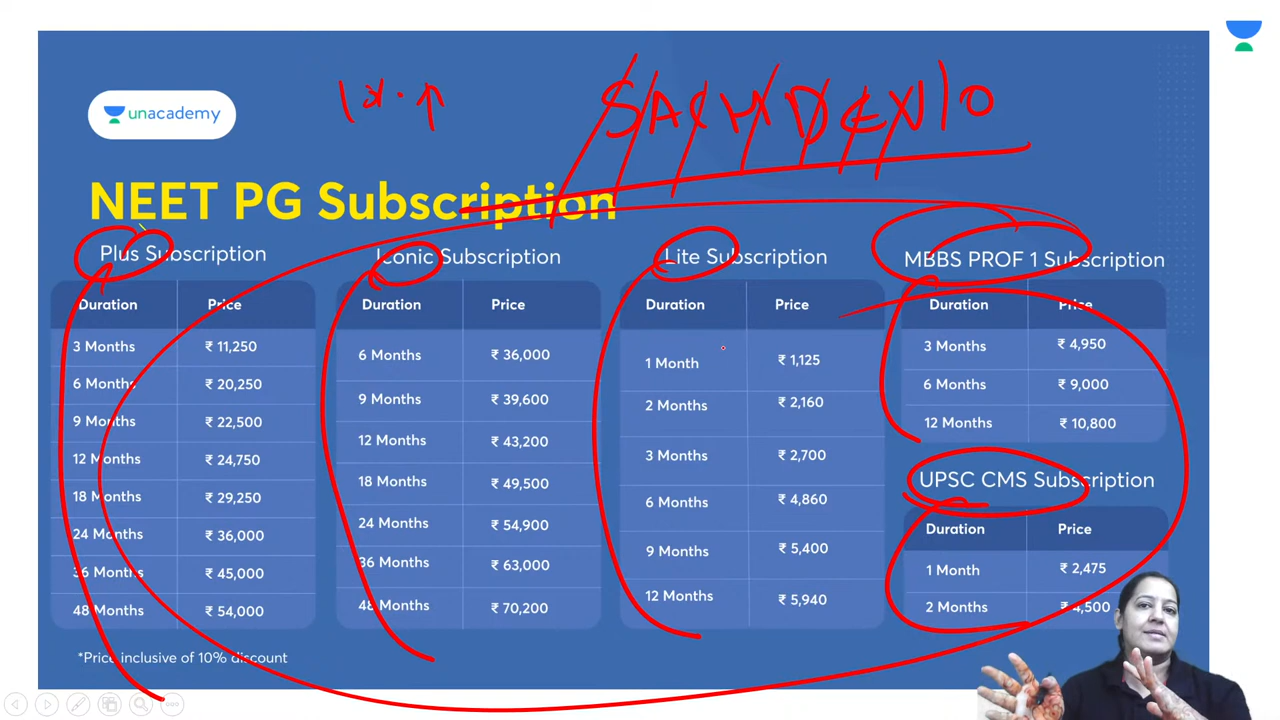 SACHDEN10
unacademy
NEET PG Subscription
Plus Subscription
Duration Price
3 Months ₹ 11,250
6 Months ₹ 20,250
9 Months ₹ 22,500
12 Months ₹ 24,750
18 Months ₹ 29,250
24 Months ₹ 36,000
36 Months ₹ 45,000
48 Months ₹ 54,000
*Price inclusive of 10% discount
Iconic Subscription
Duration Price
6 Months ₹ 36,000
9 Months ₹ 39,600
12 Months ₹ 43,200
18 Months ₹ 49,500
24 Months ₹ 54,900
36 Months ₹ 63,000
48 Months ₹ 70,200
Lite Subscription
Duration Price
1 Month ₹ 1,125
2 Months ₹ 2,160
3 Months ₹ 2,700
6 Months ₹ 4,860
9 Months ₹ 5,400
12 Months ₹ 5,940
MBBS PROF 1 Subscription
Duration Price
3 Months ₹ 4,950
6 Months ₹ 9,000
12 Months ₹ 10,800
UPSC CMS Subscription
Duration Price
1 Month ₹ 2,475
2 Months ₹ 4,500